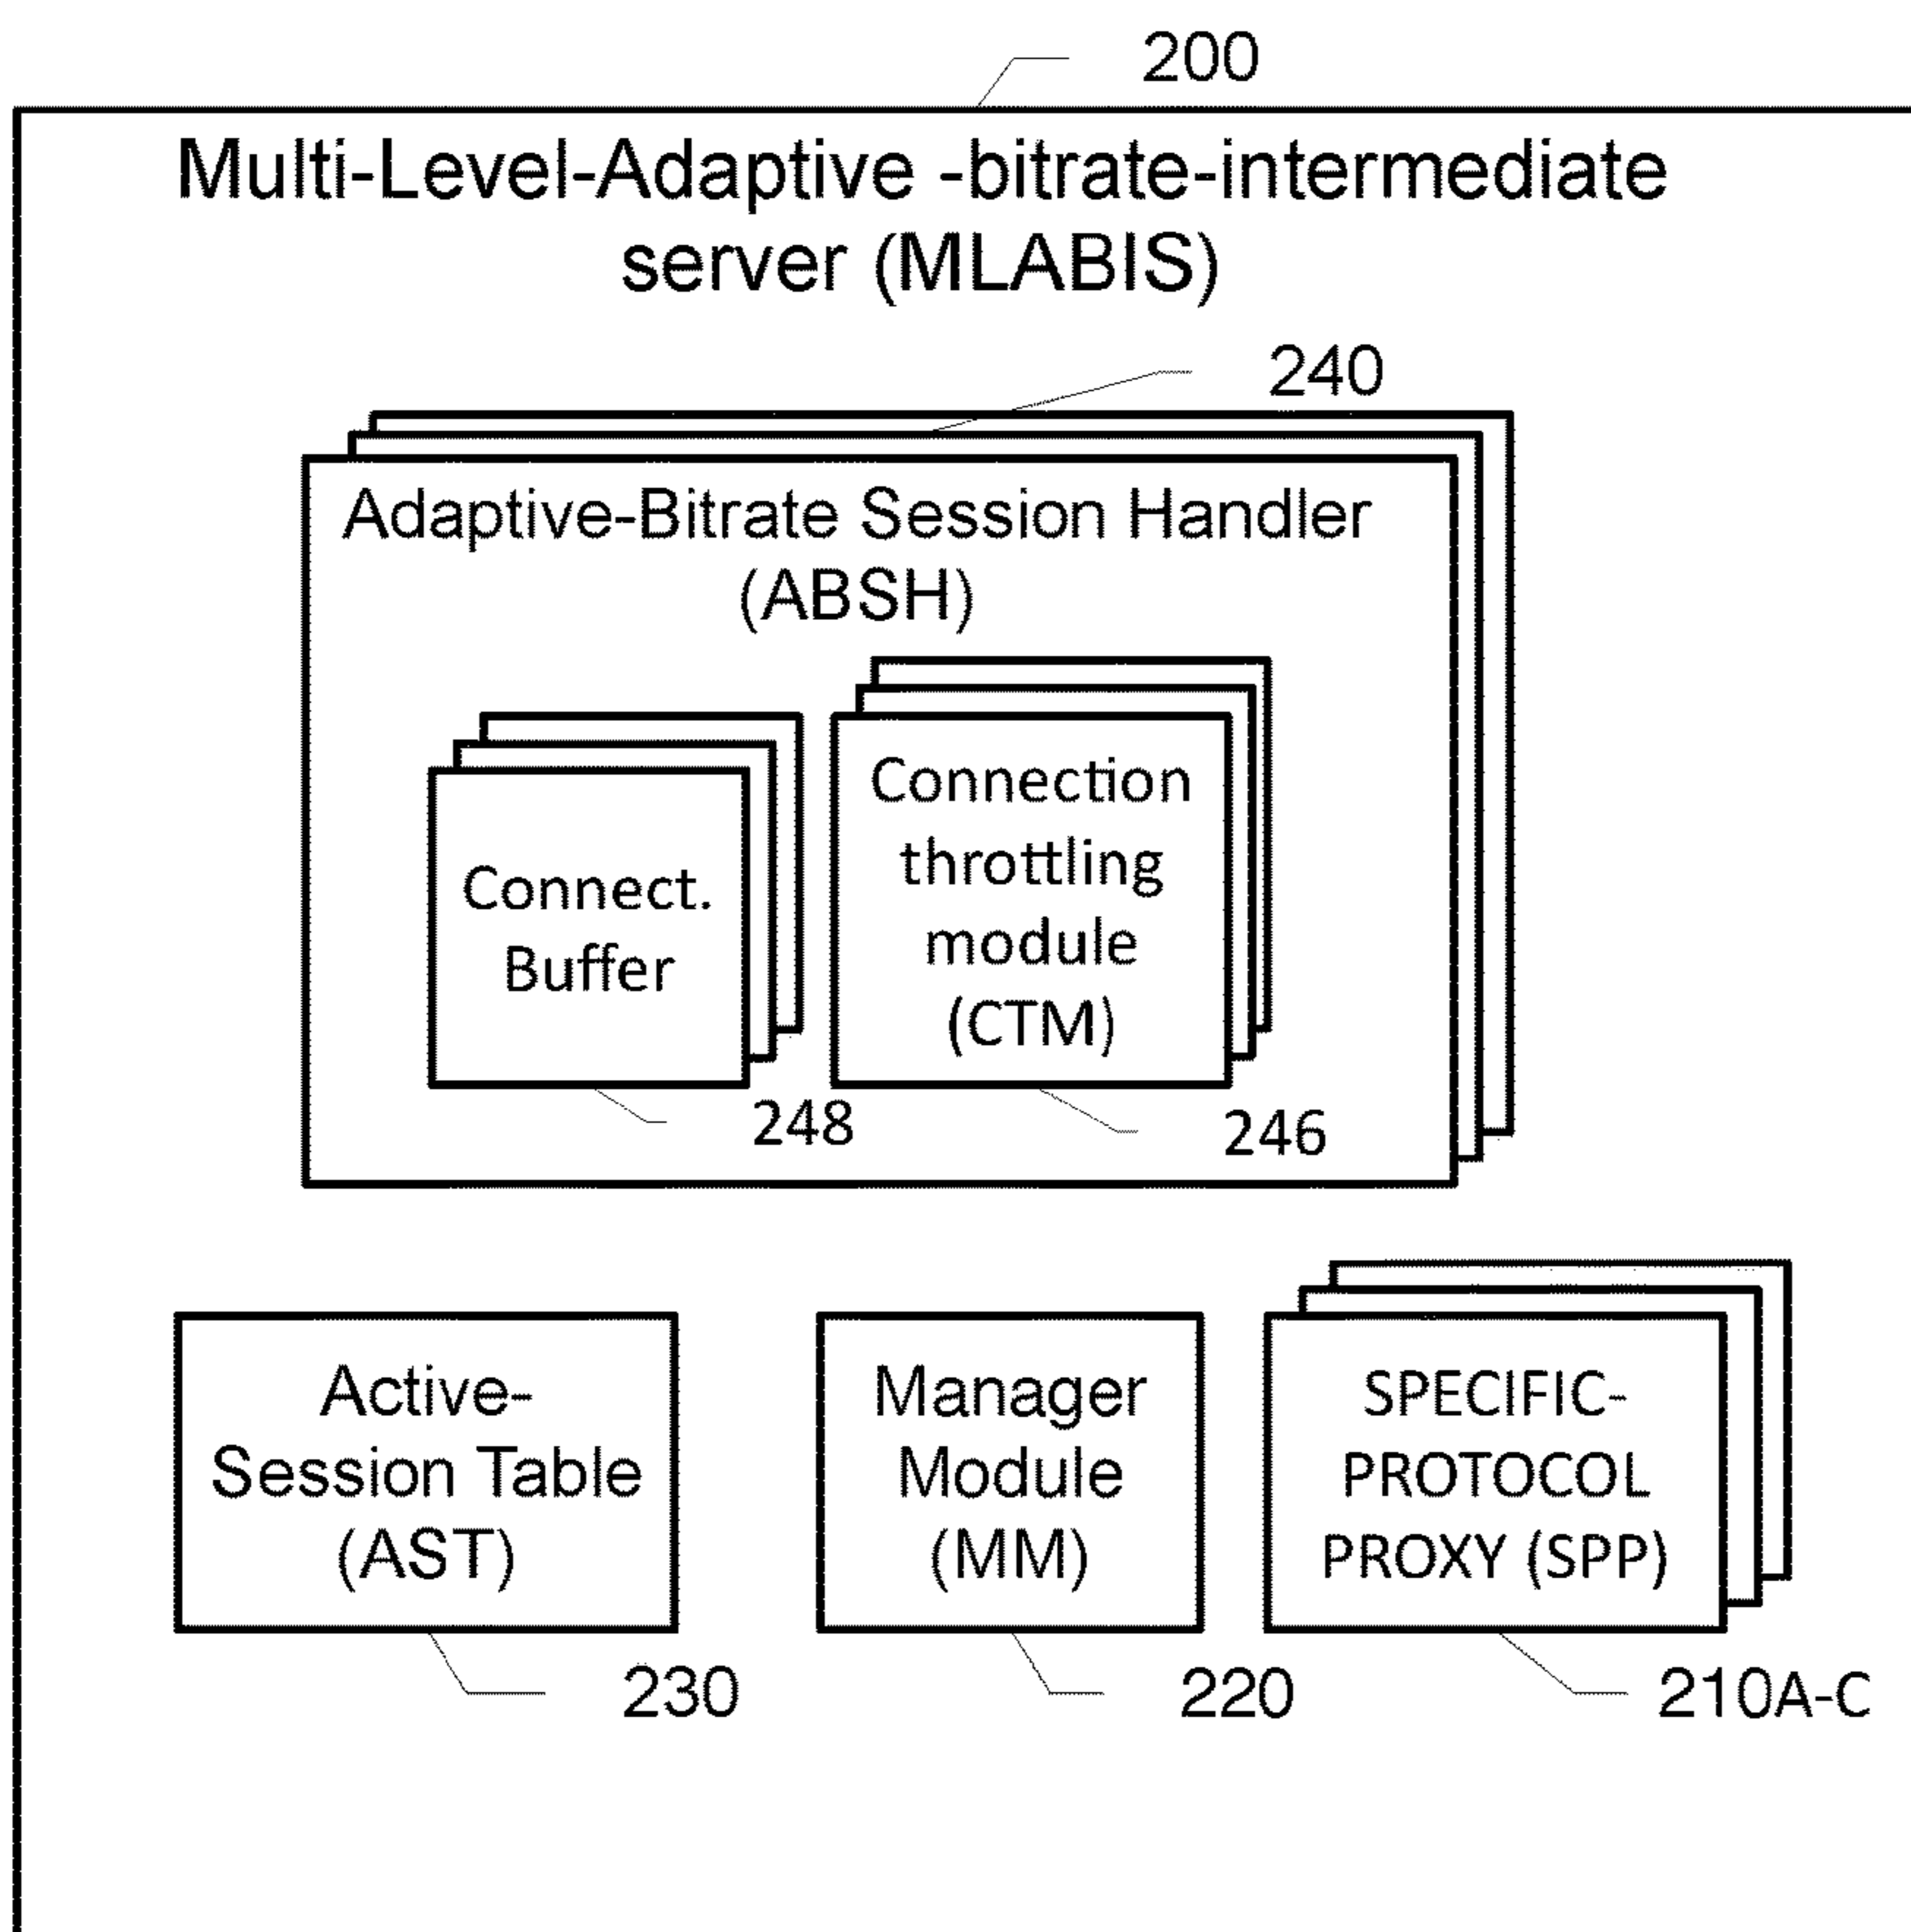 200
Multi-Level-Adaptive -bitrate-intermediate
server (MLABIS)
240
Adaptive-Bitrate Session Handler
(ABSH)
Connect.
Buffer
248
Connection
throttling
module
(CTM)
246
Active-
Session Table
(AST)
230
Manager
Module
(MM)
220
SPECIFIC-
PROTOCOL
PROXY (SPP)
210A-C